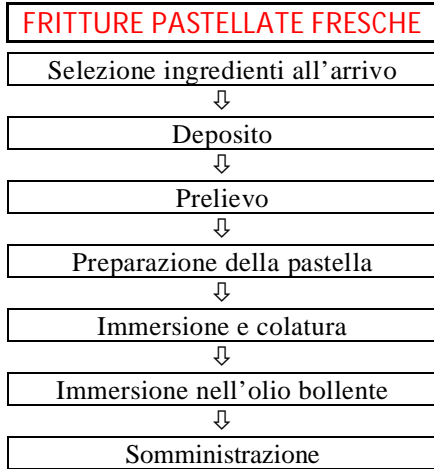 FRITTURE PASTELLATE FRESCHE
Selezione ingredienti all’arrivo
⇩
Deposito
⇩
Prelievo
⇩
Preparazione della pastella
⇩
Immersione e colatura
⇩
Immersione nell’olio bollente
⇩
Somministrazione